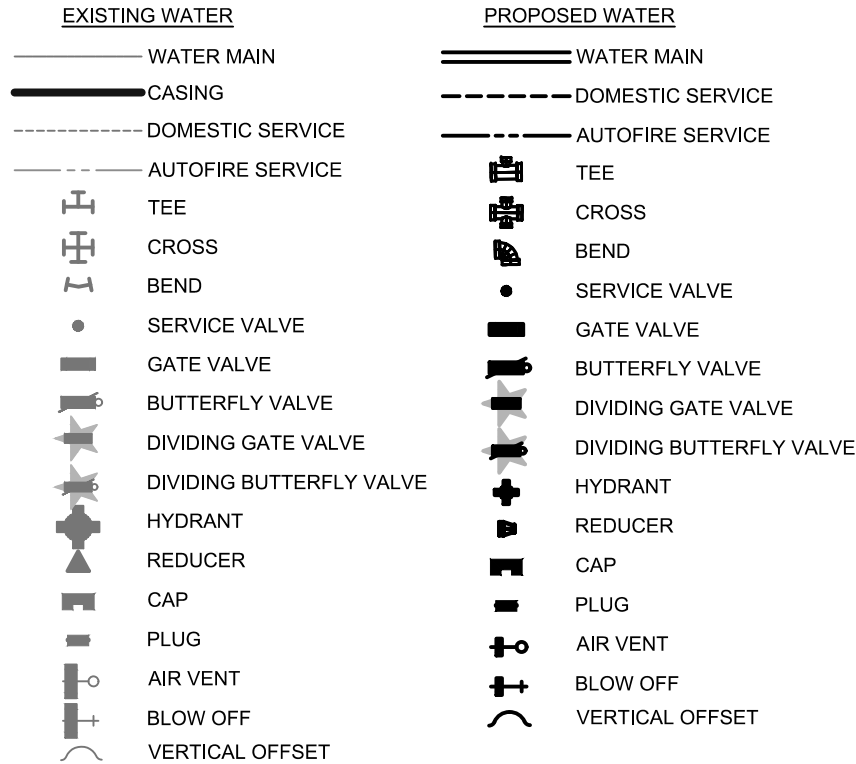 EXISTING WATER
WATER MAIN
CASING
DOMESTIC SERVICE
AUTOFIRE SERVICE
TEE
CROSS
BEND
SERVICE VALVE
GATE VALVE
BUTTERFLY VALVE
DIVIDING GATE VALVE
DIVIDING BUTTERFLY VALVE
HYDRANT
REDUCER
CAP
PLUG
AIR VENT
BLOW OFF
VERTICAL OFFSET
PROPOSED WATER
WATER MAIN
DOMESTIC SERVICE
AUTOFIRE SERVICE
TEE
CROSS
BEND
SERVICE VALVE
GATE VALVE
BUTTERFLY VALVE
DIVIDING GATE VALVE
DIVIDING BUTTERFLY VALVE
HYDRANT
REDUCER
CAP
PLUG
AIR VENT
BLOW OFF
VERTICAL OFFSET